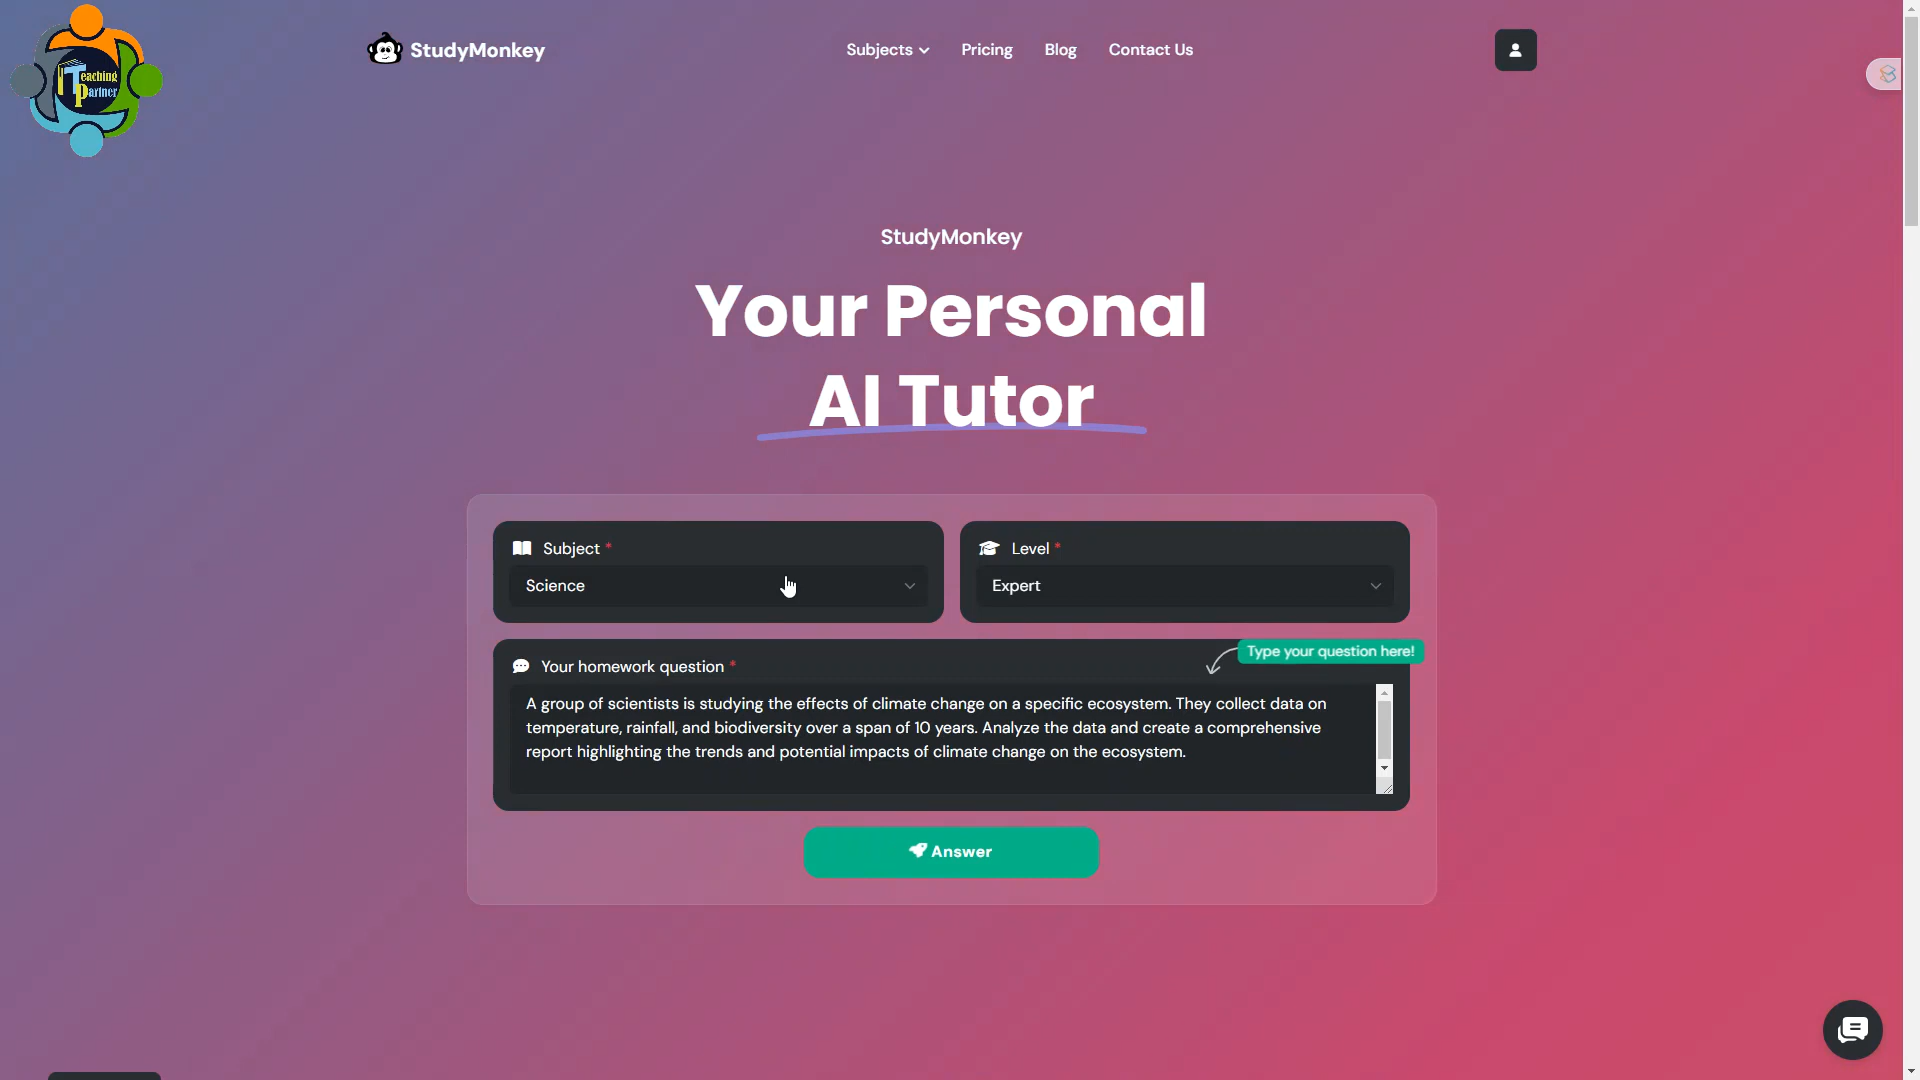 Teaching
Partner
StudyMonkey
Subjects
Pricing
Blog
Contact Us
StudyMonkey
Your Personal
AI Tutor
Subject *
Science
Level *
Expert
Your homework question *
Type your question here!
A group of scientists is studying the effects of climate change on a specific ecosystem. They collect data on
temperature, rainfall, and biodiversity over a span of 10 years. Analyze the data and create a comprehensive
report highlighting the trends and potential impacts of climate change on the ecosystem.
Answer